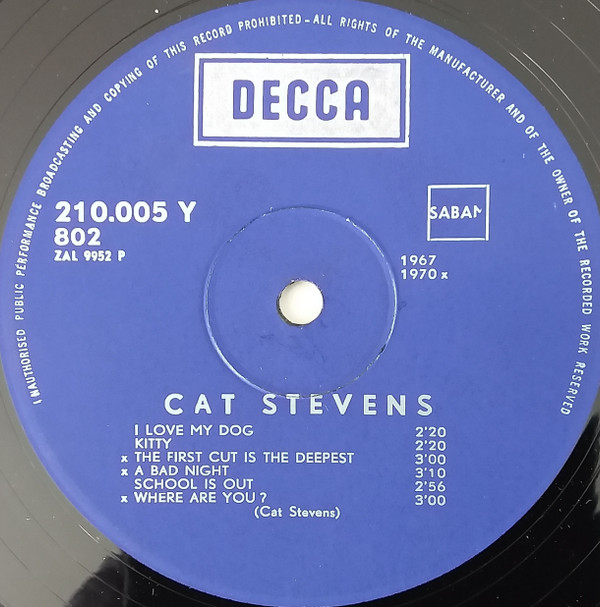 UNAUTHORISED PUBLIC PERFORMANCE BROADCASTING AND COPYING OF THIS RECORD PROHIBITED - ALL RIGHTS OF THE MANUFACTURER AND OF THE OWNER OF THE RECORDED WORK RESERVED
DECCA
210.005 Y
802
ZAL 9952 P
SABAM
1967
1970 x
CAT STEVENS
I LOVE MY DOG 2'20
KITTY 2'20
x THE FIRST CUT IS THE DEEPEST 3'00
x A BAD NIGHT 3'10
SCHOOL IS OUT 2'56
x WHERE ARE YOU ? 3'00
(Cat Stevens)